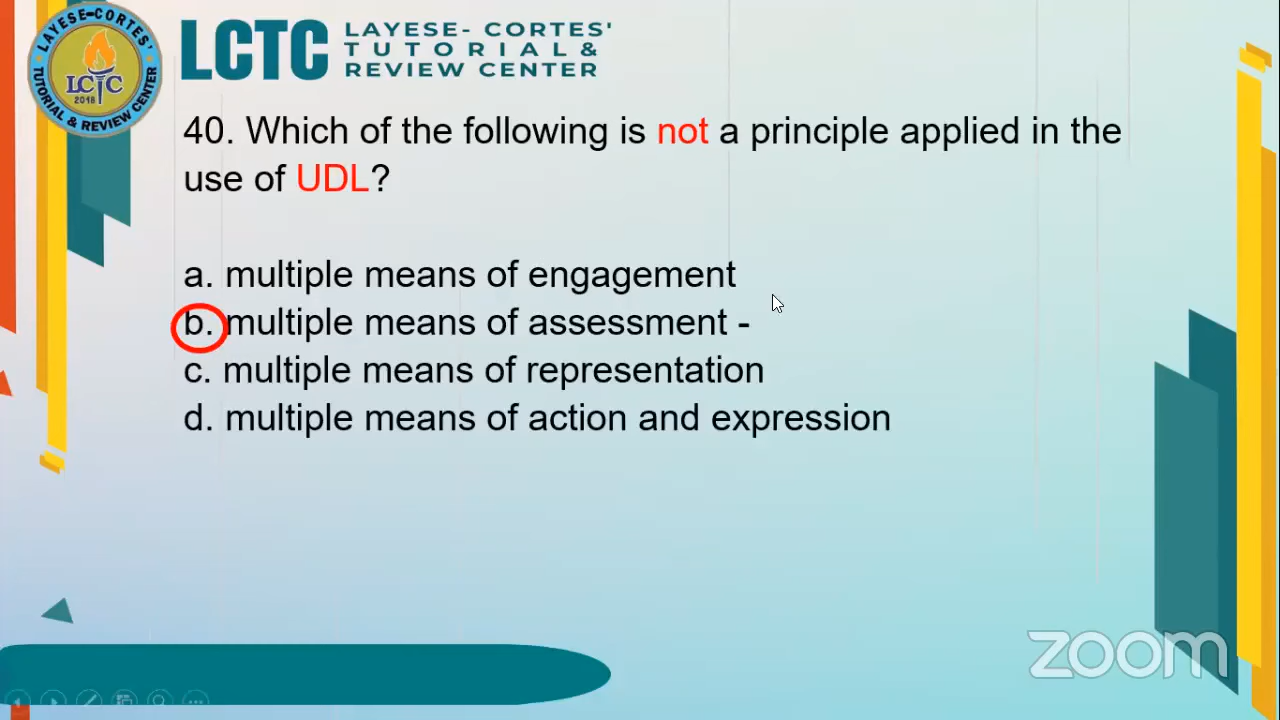 LAYESE-CORTES'
LCTC
2018
TUTORIAL & REVIEW CENTER
LCTC
LAYESE- CORTES'
TUTORIAL &
REVIEW CENTER
40. Which of the following is not a principle applied in the
use of UDL?
a. multiple means of engagement
b. multiple means of assessment -
c. multiple means of representation
d. multiple means of action and expression
zoom